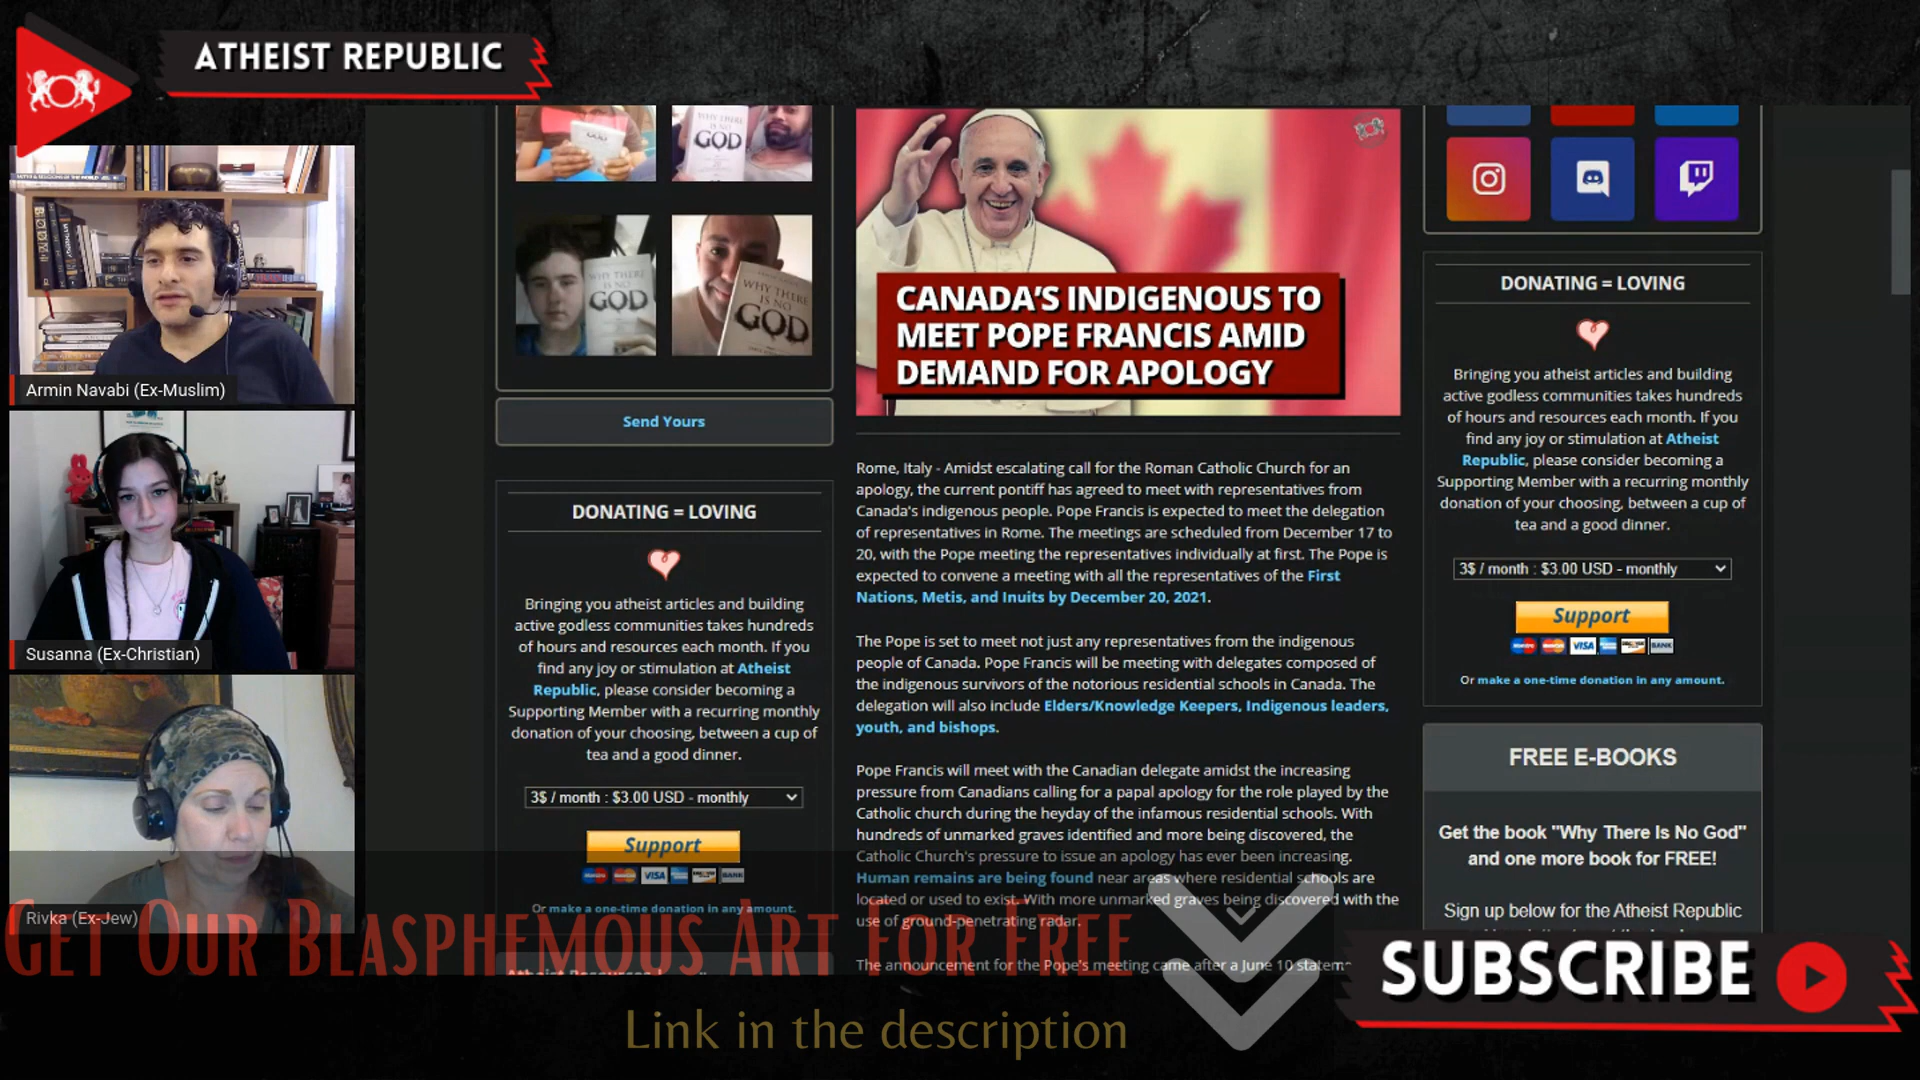 ATHEIST REPUBLIC
Armin Navabi (Ex-Muslim)
Susanna (Ex-Christian)
Rivka (Ex-Jew)
WHY THERE
IS NO
GOD
WHY THERE
IS NO
GOD
WHY THERE
IS NO
GOD
Send Yours
DONATING = LOVING
Bringing you atheist articles and building
active godless communities takes hundreds
of hours and resources each month. If you
find any joy or stimulation at Atheist
Republic, please consider becoming a
Supporting Member with a recurring monthly
donation of your choosing, between a cup of
tea and a good dinner.
3$ / month : $3.00 USD - monthly
Support
VISA
BANK
Or make a one-time donation in any amount.
CANADA'S INDIGENOUS TO
MEET POPE FRANCIS AMID
DEMAND FOR APOLOGY
Rome, Italy - Amidst escalating call for the Roman Catholic Church for an
apology, the current pontiff has agreed to meet with representatives from
Canada's indigenous people. Pope Francis is expected to meet the delegation
of representatives in Rome. The meetings are scheduled from December 17 to
20, with the Pope meeting the representatives individually at first. The Pope is
expected to convene a meeting with all the representatives of the First
Nations, Metis, and Inuits by December 20, 2021.
The Pope is set to meet not just any representatives from the indigenous
people of Canada. Pope Francis will be meeting with delegates composed of
the indigenous survivors of the notorious residential schools in Canada. The
delegation will also include Elders/Knowledge Keepers, Indigenous leaders,
youth, and bishops.
Pope Francis will meet with the Canadian delegate amidst the increasing
pressure from Canadians calling for a papal apology for the role played by the
Catholic church during the heyday of the infamous residential schools. With
hundreds of unmarked graves identified and more being discovered, the
Catholic Church's pressure to issue an apology has ever been increasing.
Human remains are being found near areas where residential schools are
located or used to exist. With more unmarked graves being discovered with the
use of ground-penetrating radar.
The announcement for the Pope's meeting came after a June 10
DONATING = LOVING
Bringing you atheist articles and building
active godless communities takes hundreds
of hours and resources each month. If you
find any joy or stimulation at Atheist
Republic, please consider becoming a
Supporting Member with a recurring monthly
donation of your choosing, between a cup of
tea and a good dinner.
3$ / month : $3.00 USD - monthly
Support
VISA
BANK
Or make a one-time donation in any amount.
FREE E-BOOKS
Get the book "Why There Is No God"
and one more book for FREE!
Sign up below for the Atheist Republic
Get Our Blasphemous Art For Free
Link in the description
SUBSCRIBE